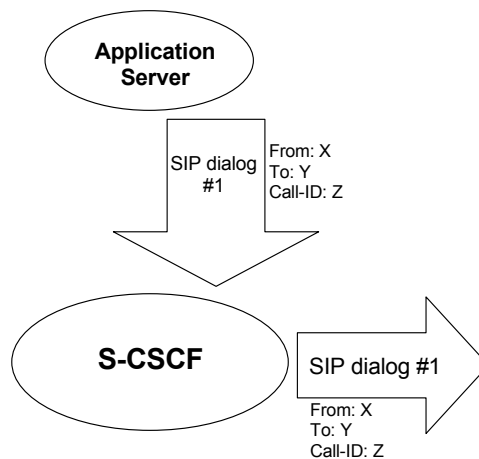 Application
Server
SIP dialog
#1
From: X
To: Y
Call-ID: Z
S-CSCF
SIP dialog #1
From: X
To: Y
Call-ID: Z